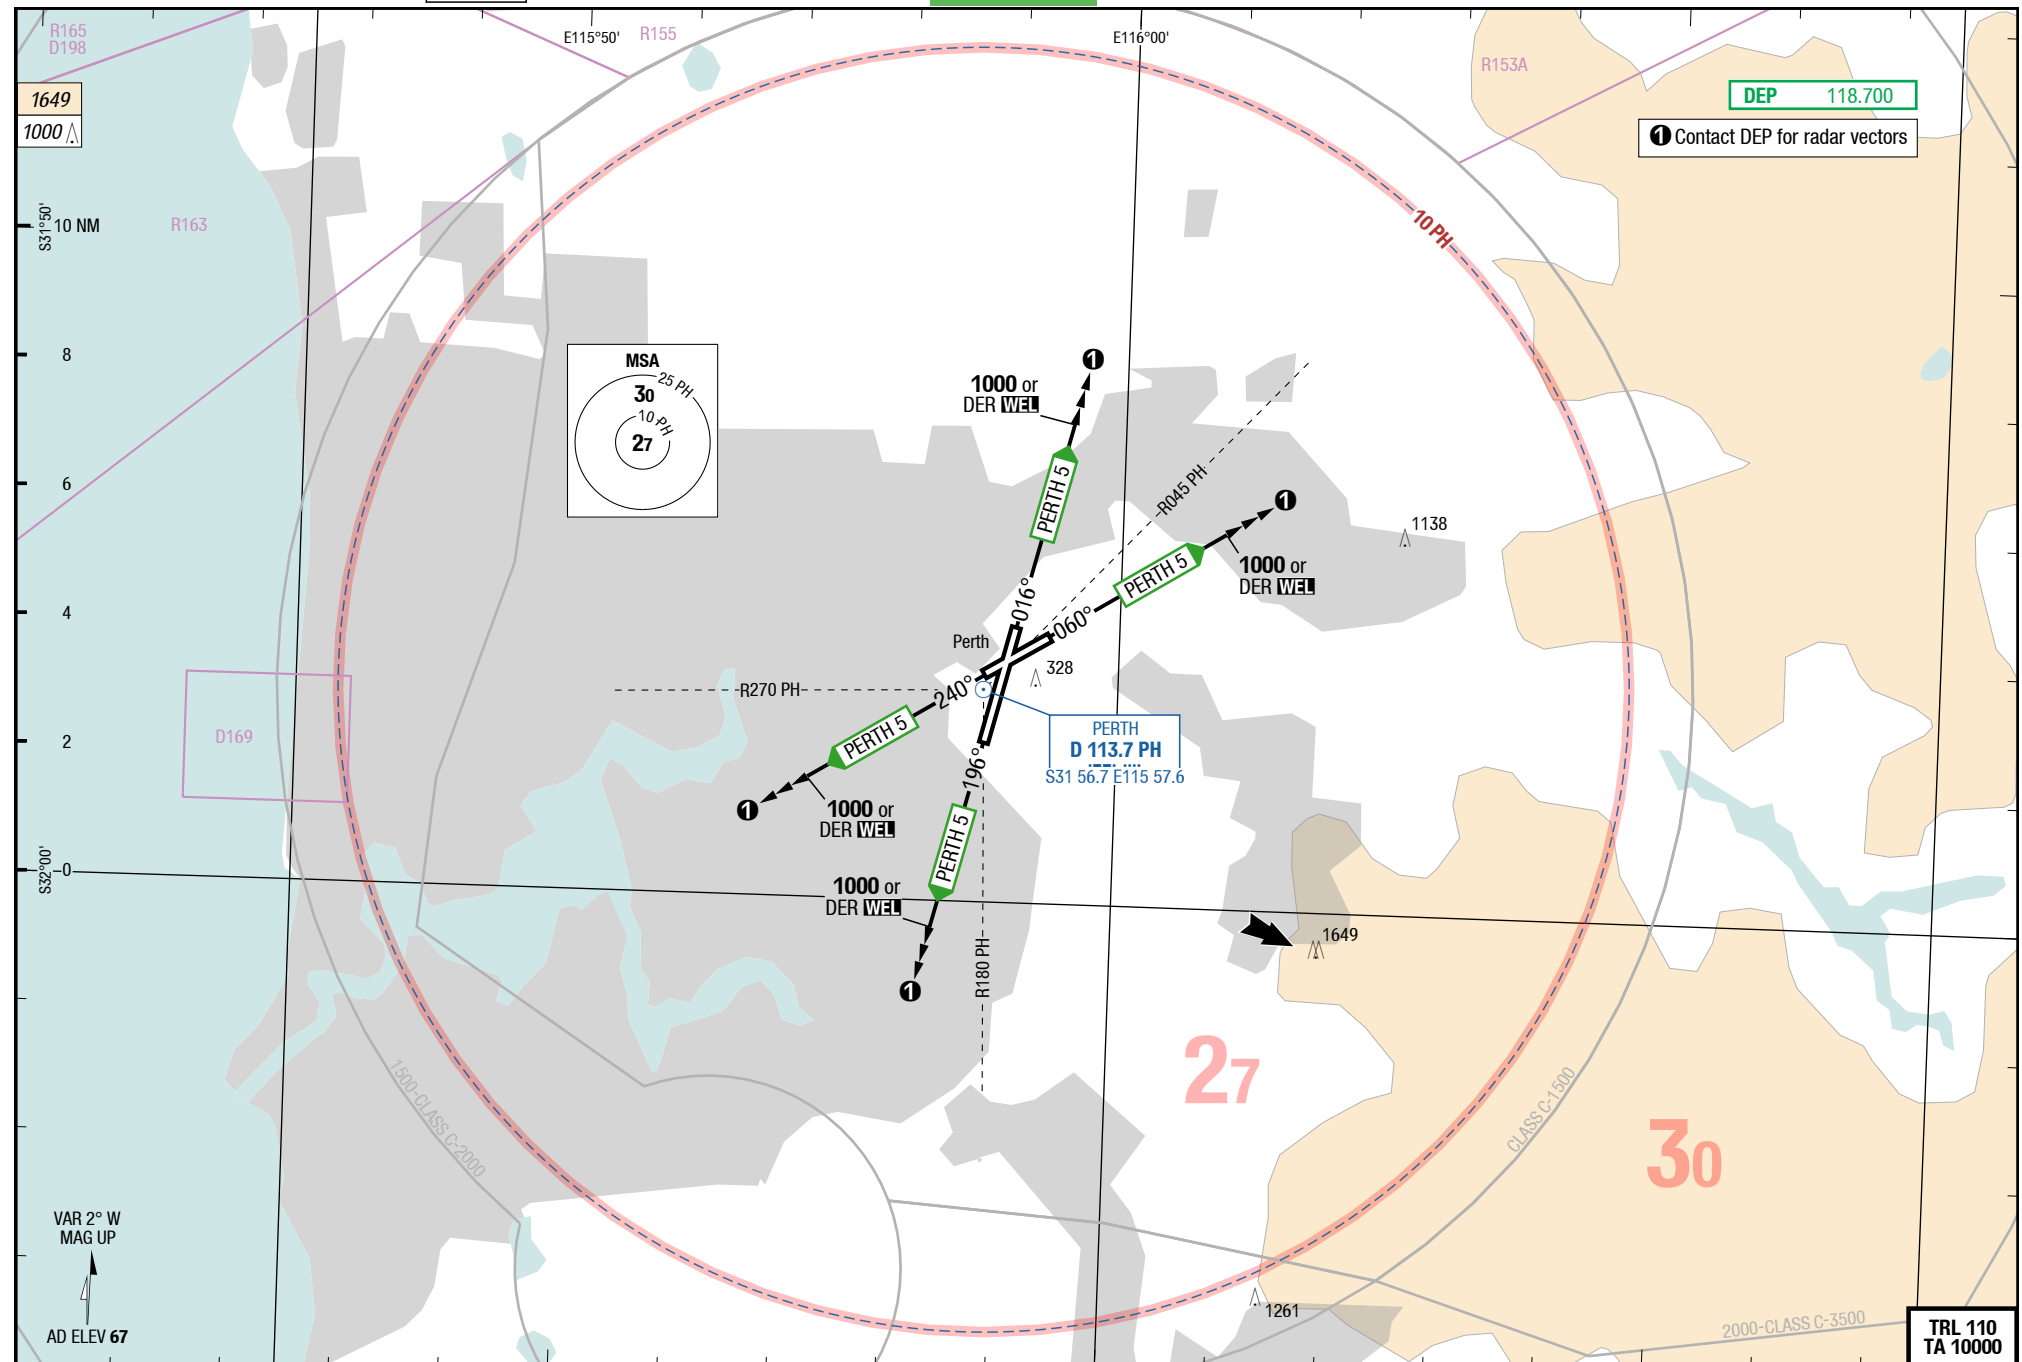 R165
D198
E115°50'
R155
E116°00'
R153A
1649
1000
DEP 118.700
1 Contact DEP for radar vectors
S31°50'
10 NM
R163
10 PH
8
MSA
25 PH
30
10 PH
27
1
1000 or
DER WEL
PERTH 5
6
R045 PH
1
1138
PERTH 5
1000 or
DER WEL
4
016°
060°
Perth
328
R270 PH
240°
D169
2
PERTH 5
PERTH
D 113.7 PH
S31 56.7 E115 57.6
196°
1
1000 or
DER WEL
PERTH 5
S32°00'
0
1000 or
DER WEL
1649
R180 PH
1
27
1500-CLASS C-2000
CLASS C-1500
30
VAR 2° W
MAG UP
1261
2000-CLASS C-3500
AD ELEV 67
TRL 110
TA 10000